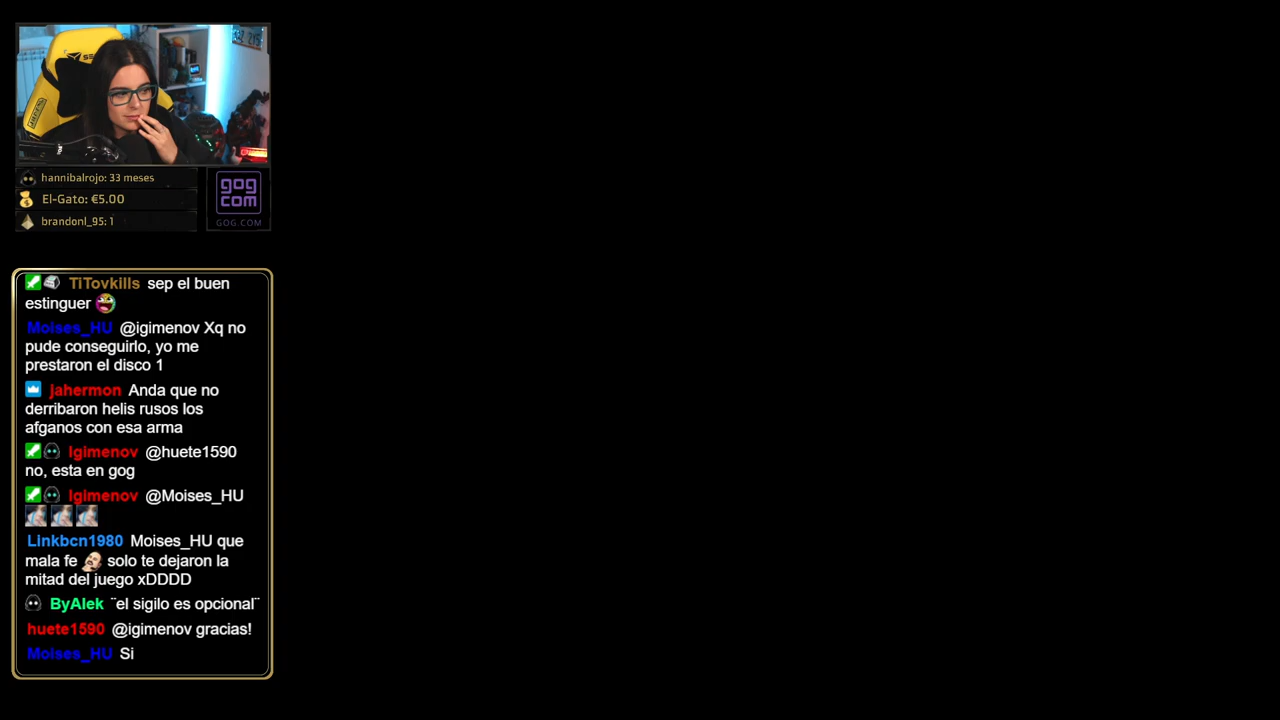 hannibalrojo: 33 meses
El-Gato: €5.00
brandonl_95: 1
gog
com
GOG.COM
TiTovkills sep el buen
estinguer
Moises_HU @igimenov Xq no
pude conseguirlo, yo me
prestaron el disco 1
jahermon Anda que no
derribaron helis rusos los
afganos con esa arma
Igimenov @huete1590
no, esta en gog
Igimenov @Moises_HU
Linkbcn1980 Moises_HU que
mala fe solo te dejaron la
mitad del juego xDDDD
ByAlek ¨el sigilo es opcional¨
huete1590 @igimenov gracias!
Moises_HU Si